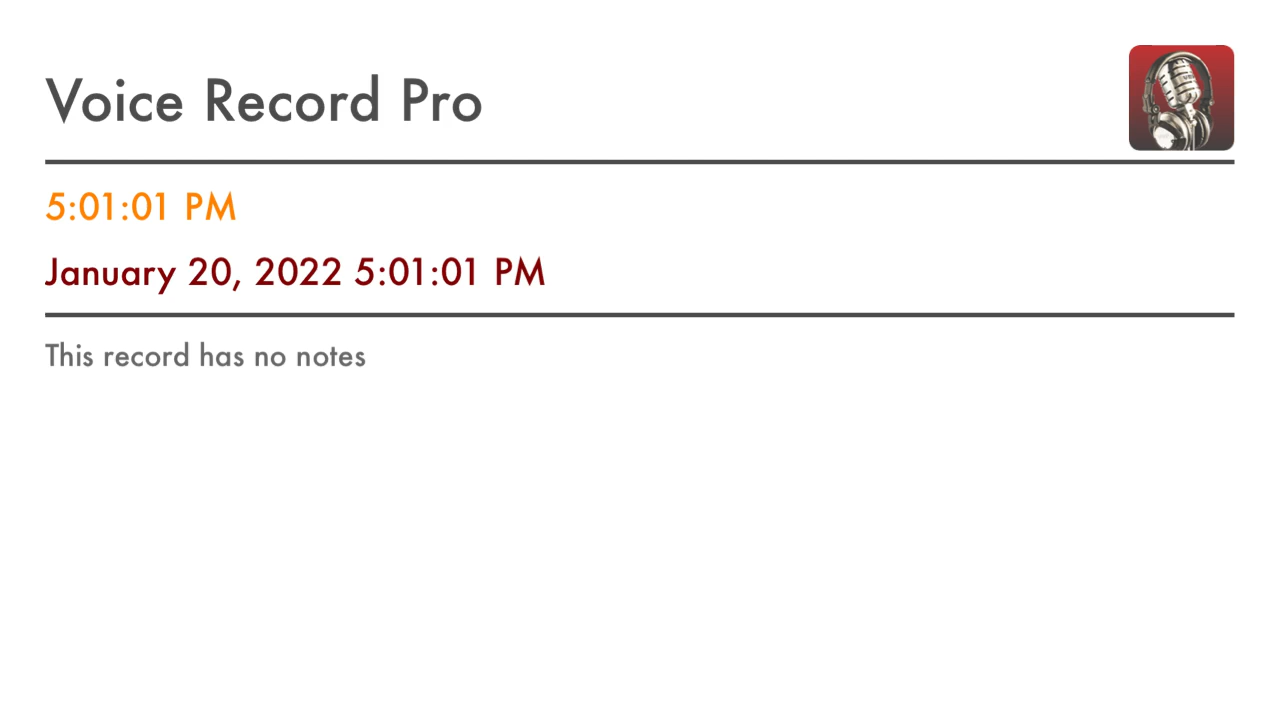 Voice Record Pro
5:01:01 PM
January 20, 2022 5:01:01 PM
This record has no notes